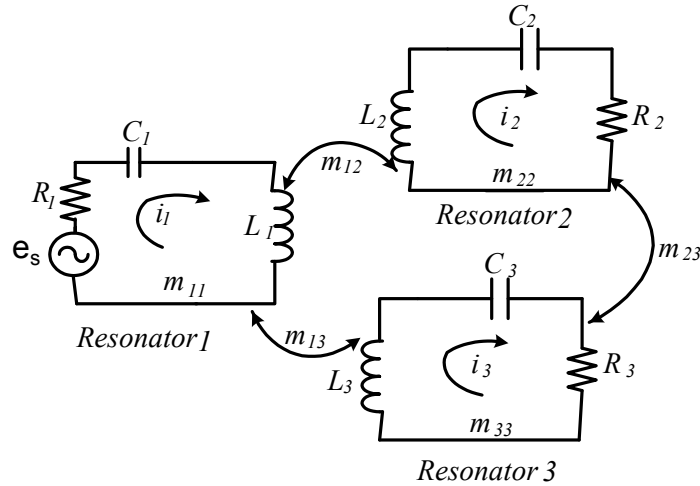 C1
R1
i1
L1
es
m11
Resonator1
m12
C2
L2
i2
R2
m22
Resonator2
m23
m13
C3
L3
i3
R3
m33
Resonator 3